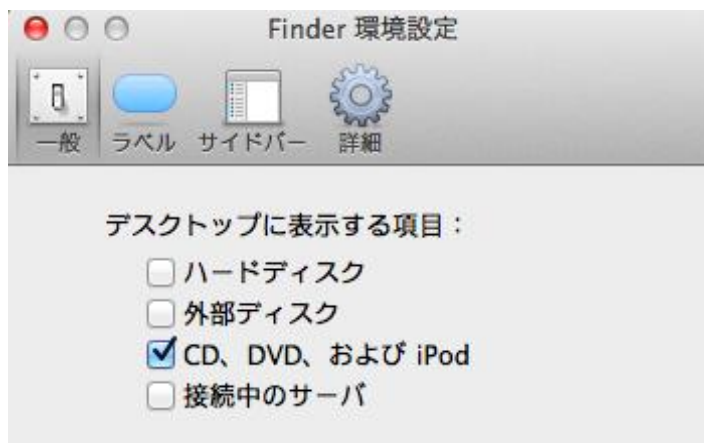 Finder 環境設定
一般 ラベル サイドバー 詳細
デスクトップに表示する項目：
ハードディスク
外部ディスク
CD、DVD、および iPod
接続中のサーバ